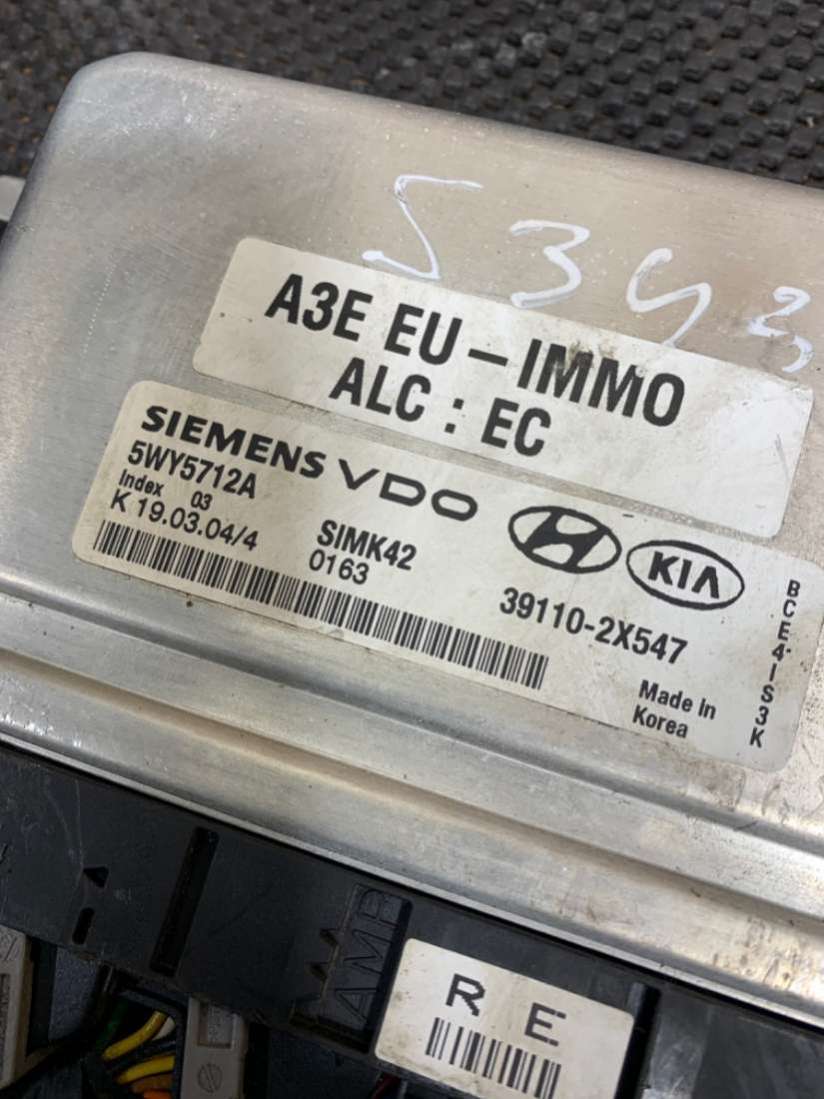 S343
A3E EU-IMMO
ALC : EC
SIEMENS VDO
5WY5712A
Index 03
K 19.03.04/4
SIMK42
0163
KIA
39110-2X547
Made in
Korea
BCE4IS3K
AMP
R E